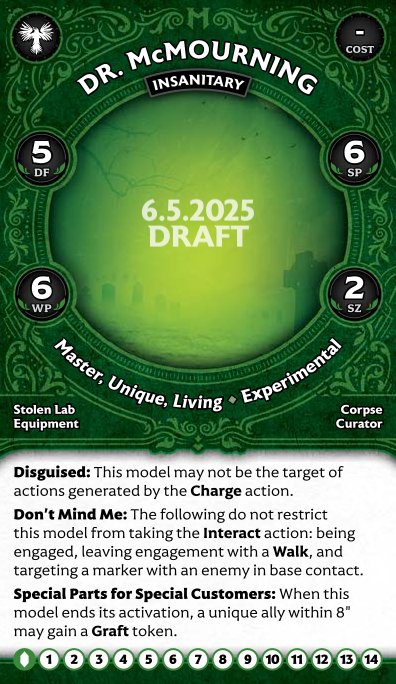 -
COST
DR. McMOURNING
INSANITARY
5
DF
6
SP
6.5.2025
DRAFT
6
WP
2
SZ
Master, Unique, Living ◆ Experimental
Stolen Lab
Equipment
Corpse
Curator
Disguised: This model may not be the target of
actions generated by the Charge action.
Don't Mind Me: The following do not restrict
this model from taking the Interact action: being
engaged, leaving engagement with a Walk, and
targeting a marker with an enemy in base contact.
Special Parts for Special Customers: When this
model ends its activation, a unique ally within 8"
may gain a Graft token.
1 2 3 4 5 6 7 8 9 10 11 12 13 14